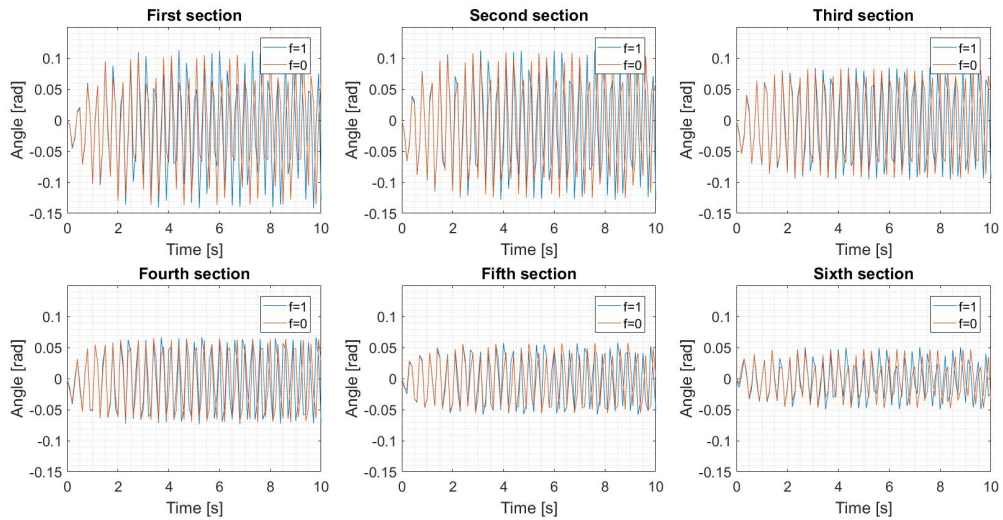 First section
f=1
f=0
0.1
0.05
0
-0.05
-0.1
-0.15
Angle [rad]
0 2 4 6 8 10
Time [s]
Second section
f=1
f=0
0.1
0.05
0
-0.05
-0.1
-0.15
Angle [rad]
0 2 4 6 8 10
Time [s]
Third section
f=1
f=0
0.1
0.05
0
-0.05
-0.1
-0.15
Angle [rad]
0 2 4 6 8 10
Time [s]
Fourth section
f=1
f=0
0.1
0.05
0
-0.05
-0.1
-0.15
Angle [rad]
0 2 4 6 8 10
Time [s]
Fifth section
f=1
f=0
0.1
0.05
0
-0.05
-0.1
-0.15
Angle [rad]
0 2 4 6 8 10
Time [s]
Sixth section
f=1
f=0
0.1
0.05
0
-0.05
-0.1
-0.15
Angle [rad]
0 2 4 6 8 10
Time [s]